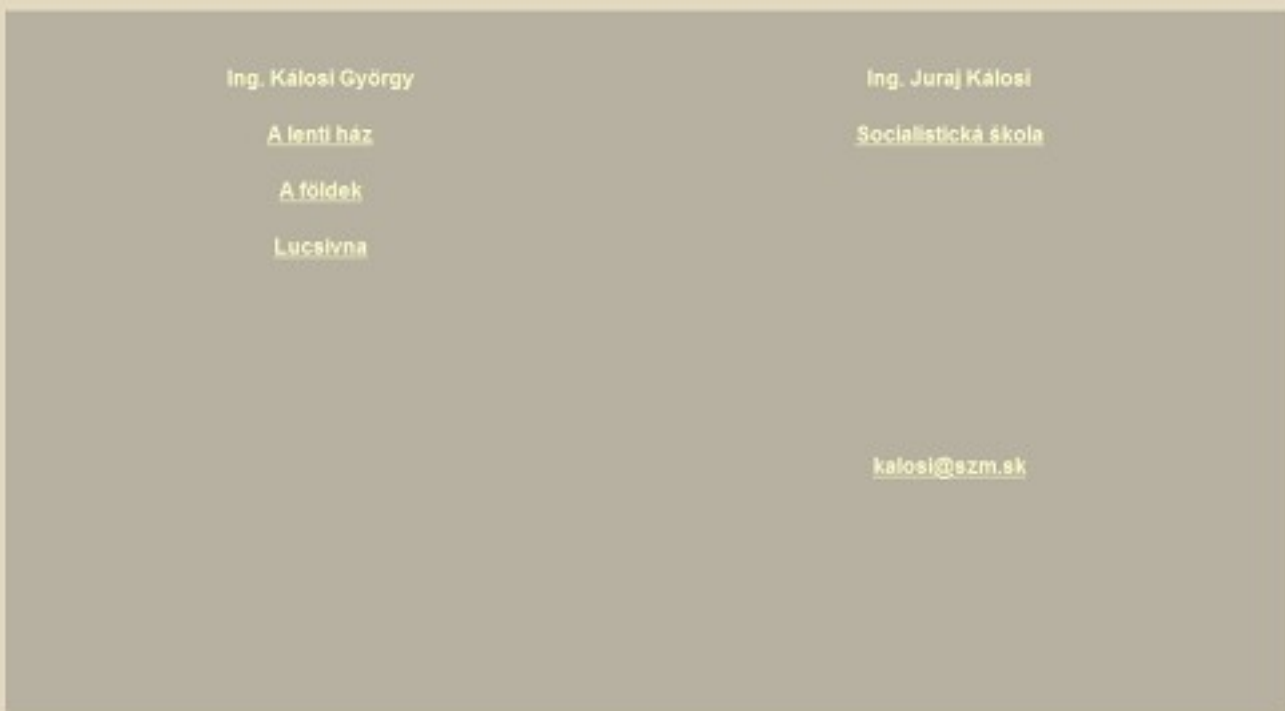 Ing. Kálosi György
A lenti ház
A földek
Lucsivna
Ing. Juraj Kálosi
Socialistická škola
kalosi@szm.sk